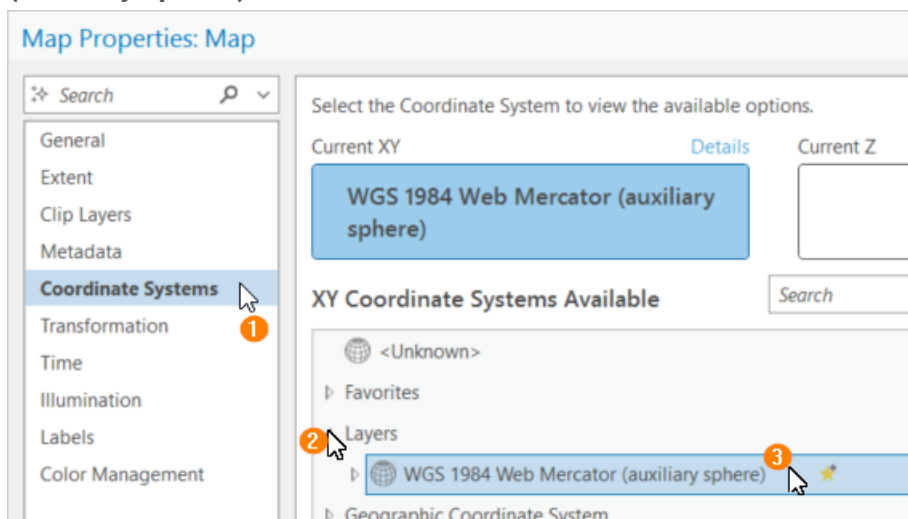 Map Properties: Map
Search
General
Extent
Clip Layers
Metadata
Coordinate Systems
1
Transformation
Time
Illumination
Labels
Color Management
Select the Coordinate System to view the available options.
Current XY
Details
Current Z
WGS 1984 Web Mercator (auxiliary
sphere)
XY Coordinate Systems Available
Search
<Unknown>
Favorites
2
Layers
3
WGS 1984 Web Mercator (auxiliary sphere)
Geographic Coordinate System